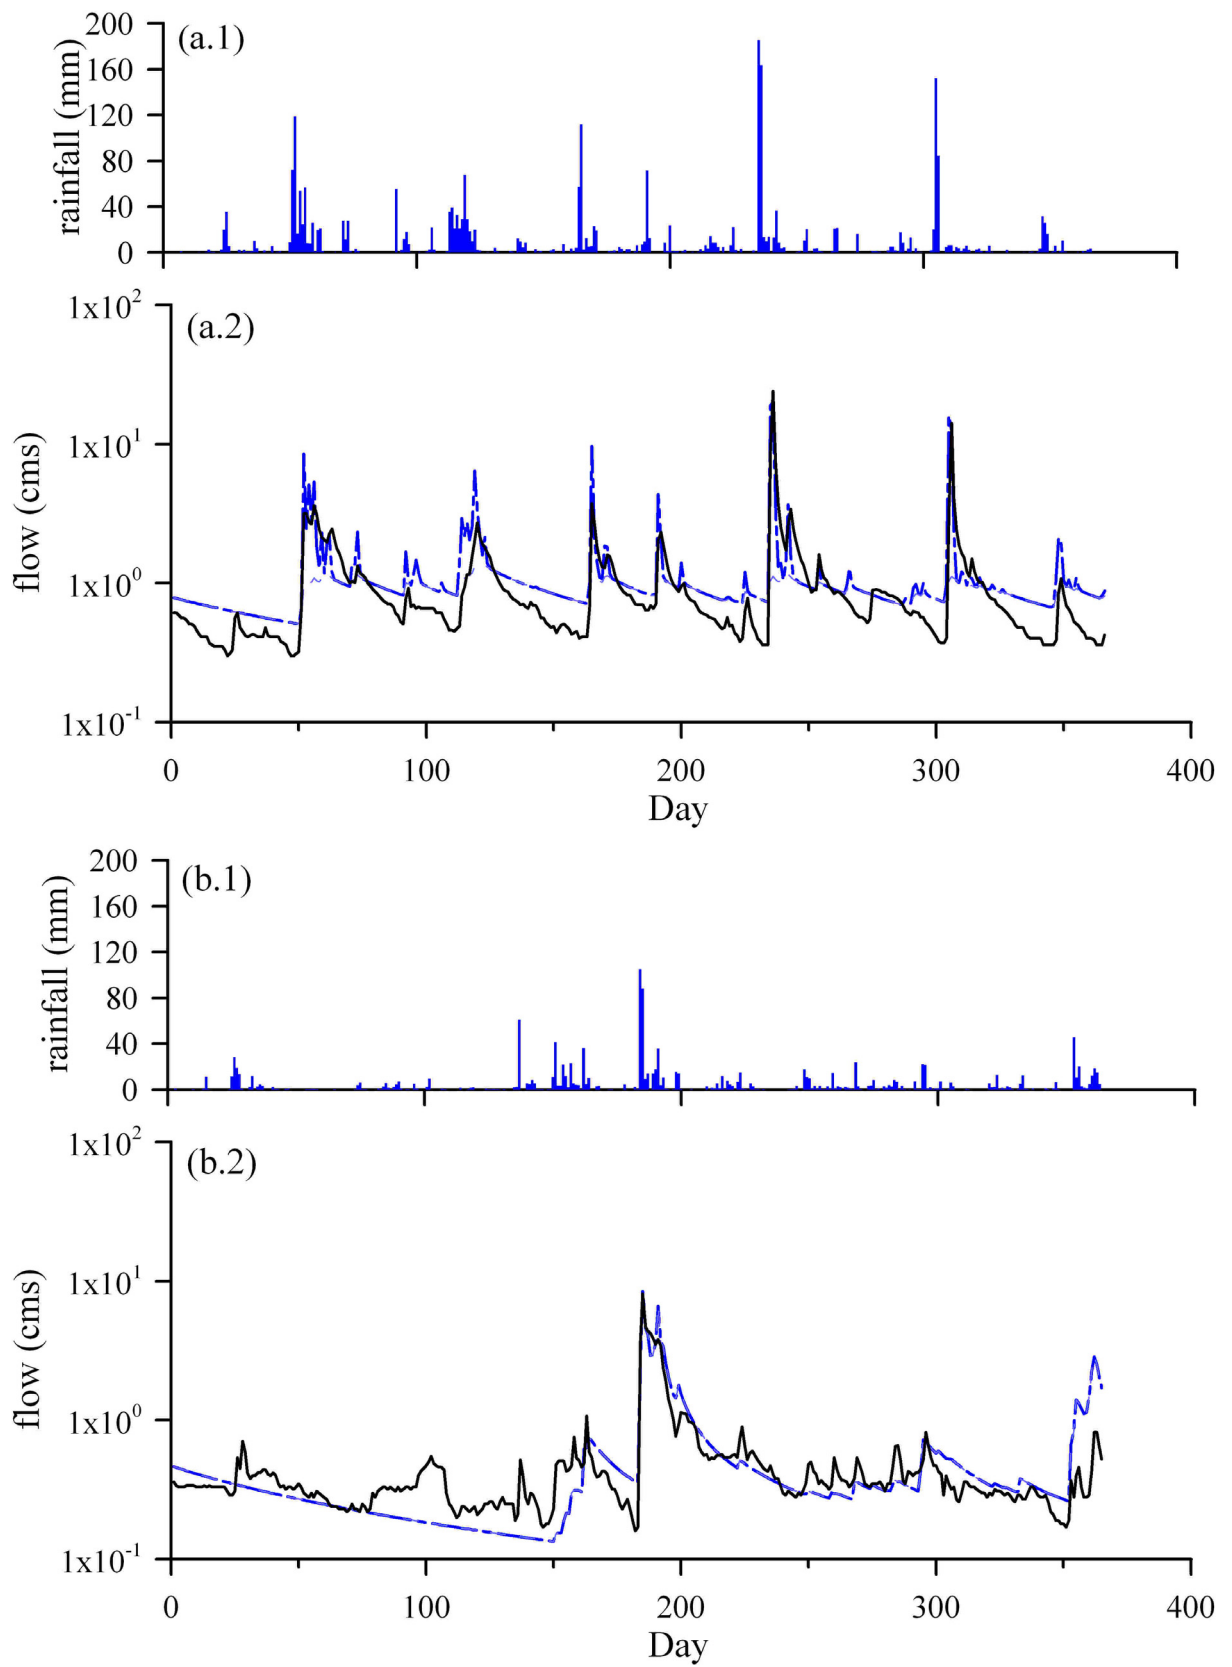 (a.1)
rainfall (mm)
200
160
120
80
40
0
(a.2)
flow (cms)
1x10²
1x10¹
1x10⁰
1x10⁻¹
0 100 200 300 400
Day
(b.1)
rainfall (mm)
200
160
120
80
40
0
(b.2)
flow (cms)
1x10²
1x10¹
1x10⁰
1x10⁻¹
0 100 200 300 400
Day